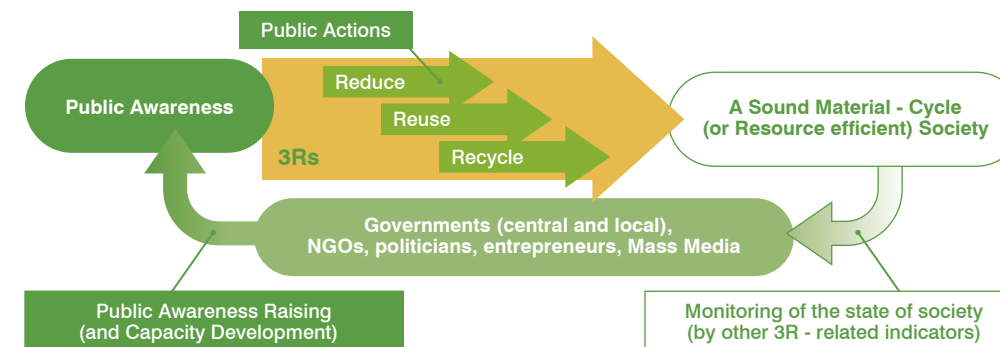 Public Actions
Reduce
Public Awareness
A Sound Material - Cycle
(or Resource efficient) Society
Reuse
3Rs
Recycle
Governments (central and local),
NGOs, politicians, entrepreneurs, Mass Media
Public Awareness Raising
(and Capacity Development)
Monitoring of the state of society
(by other 3R - related indicators)